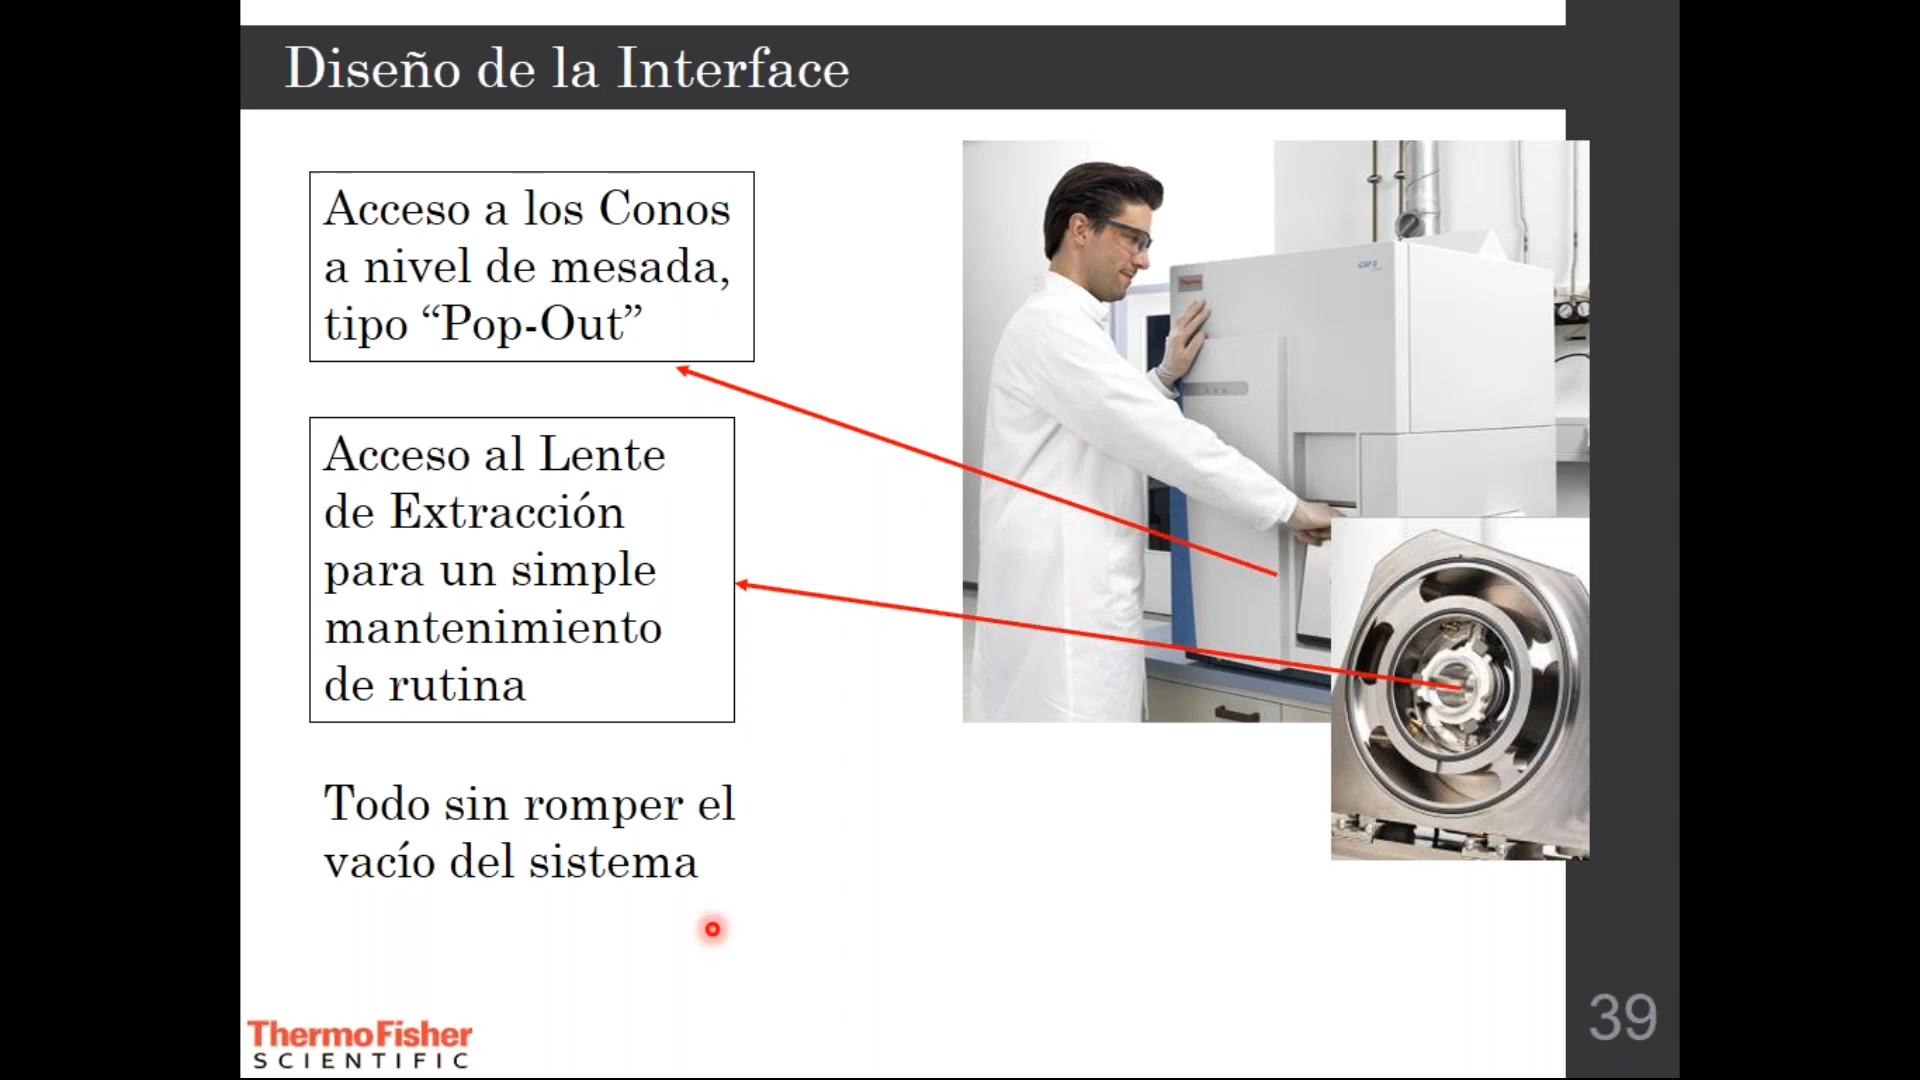 Diseño de la Interface
Acceso a los Conos
a nivel de mesada,
tipo “Pop-Out”
Acceso al Lente
de Extracción
para un simple
mantenimiento
de rutina
Todo sin romper el
vacío del sistema
Thermo
ThermoFisher
SCIENTIFIC
39